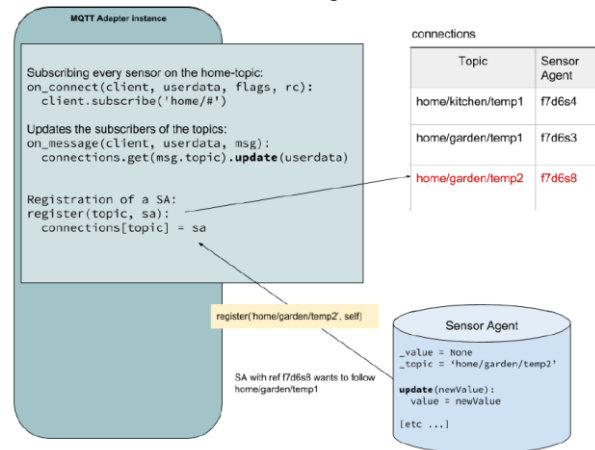 MQTT Adapter instance
Subscribing every sensor on the home-topic:
on_connect(client, userdata, flags, rc):
client.subscribe('home/#')
Updates the subscribers of the topics:
on_message(client, userdata, msg):
connections.get(msg.topic).update(userdata)
Registration of a SA:
register(topic, sa):
connections[topic] = sa
connections
Topic Sensor Agent
home/kitchen/temp1 f7d6s4
home/garden/temp1 f7d6s3
home/garden/temp2 f7d6s8
register('home/garden/temp2', self)
SA with ref f7d6s8 wants to follow
home/garden/temp1
Sensor Agent
_value = None
_topic = ‘home/garden/temp2’
update(newValue):
value = newValue
[etc ...]